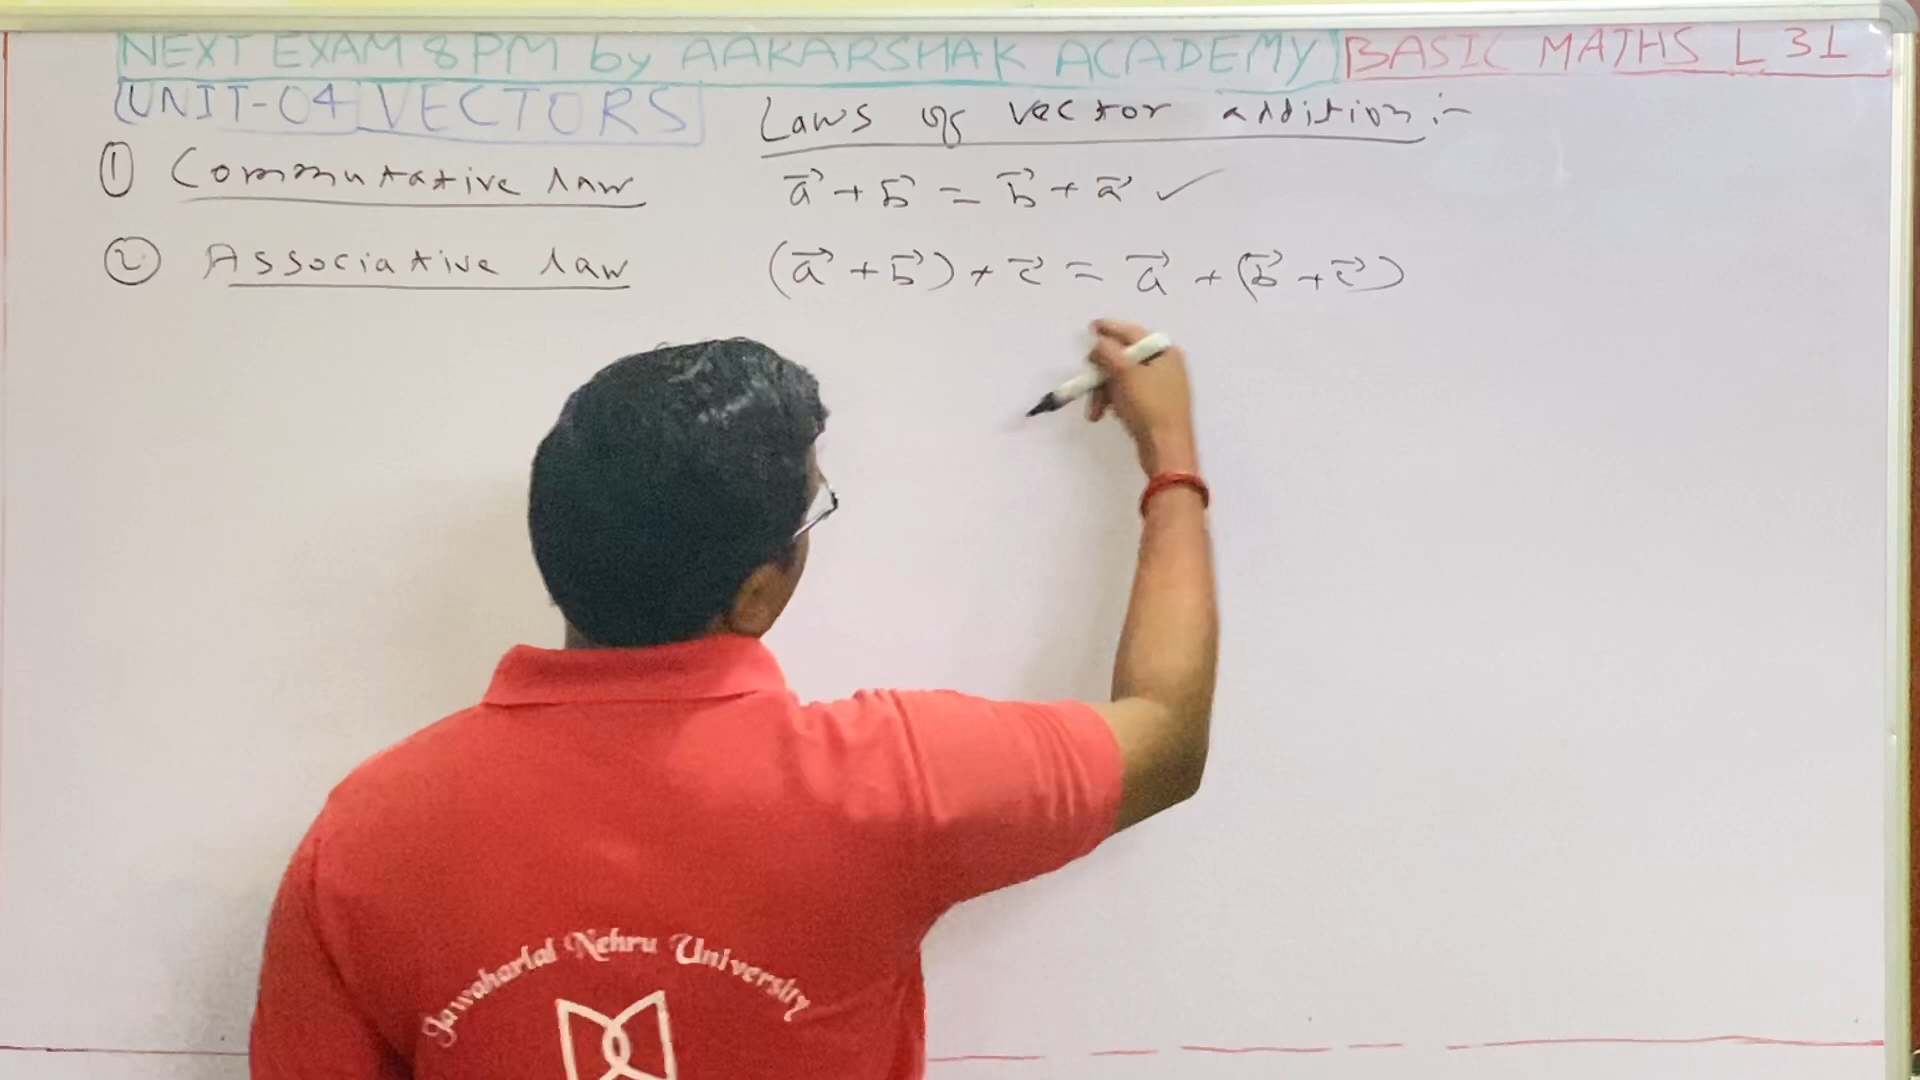 NEXT EXAM 8 PM by AAKARSHAK ACADEMY BASIC MATHS L 31
UNIT-04 VECTORS Laws of vector addition :-
① Commutative law a⃗ + b⃗ = b⃗ + a⃗ ✓
② Associative law (a⃗ + b⃗) + c⃗ = a⃗ + (b⃗ + c⃗)
Jawaharlal Nehru University